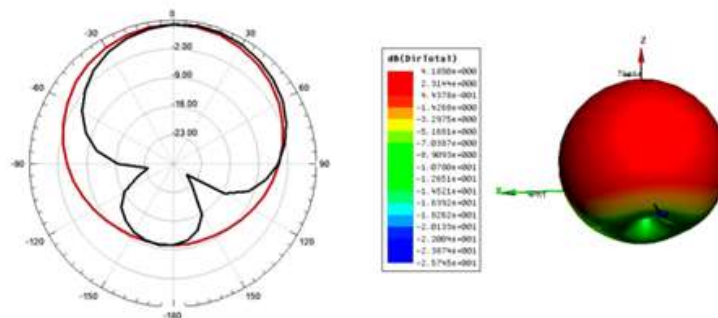 0
-30
30
-2.00
-60
60
-9.00
-16.00
-23.00
-90
90
-120
120
-150
150
-180
dB(DirTotal)
4.1850e+000
2.3144e+000
4.4378e-001
-1.4268e+000
-3.2975e+000
-5.1681e+000
-7.0387e+000
-8.9093e+000
-1.0780e+001
-1.2651e+001
-1.4521e+001
-1.6392e+001
-1.8262e+001
-2.0133e+001
-2.2004e+001
-2.3874e+001
-2.5745e+001
Z